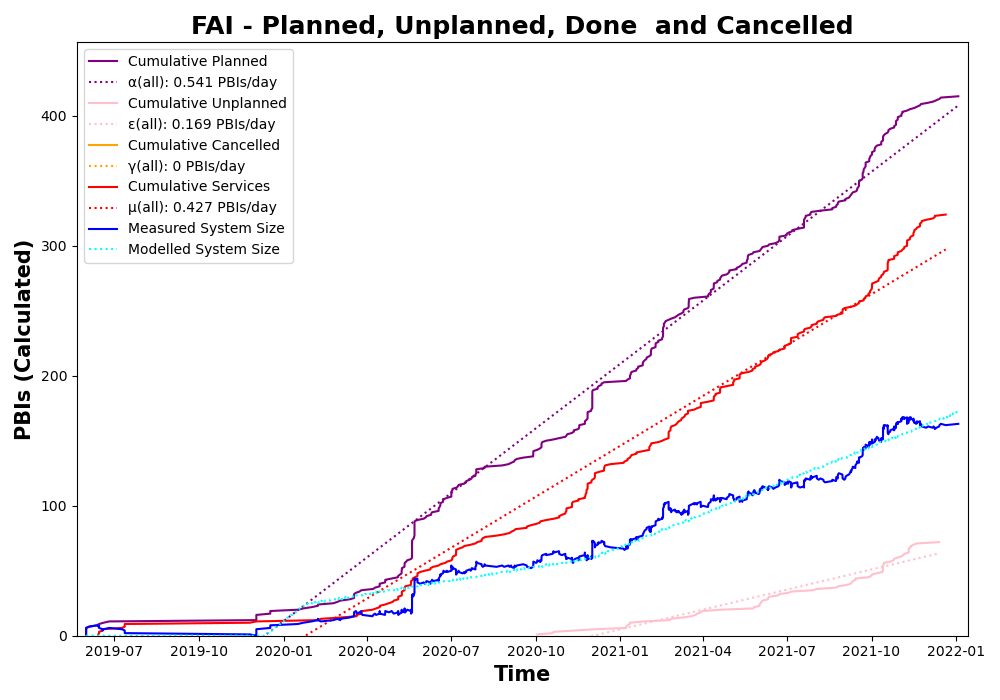 FAI - Planned, Unplanned, Done  and Cancelled
Cumulative Planned
α(all): 0.541 PBIs/day
Cumulative Unplanned
ε(all): 0.169 PBIs/day
Cumulative Cancelled
γ(all): 0 PBIs/day
Cumulative Services
μ(all): 0.427 PBIs/day
Measured System Size
Modelled System Size
PBIs (Calculated)
400
300
200
100
0
2019-07 2019-10 2020-01 2020-04 2020-07 2020-10 2021-01 2021-04 2021-07 2021-10 2022-01
Time